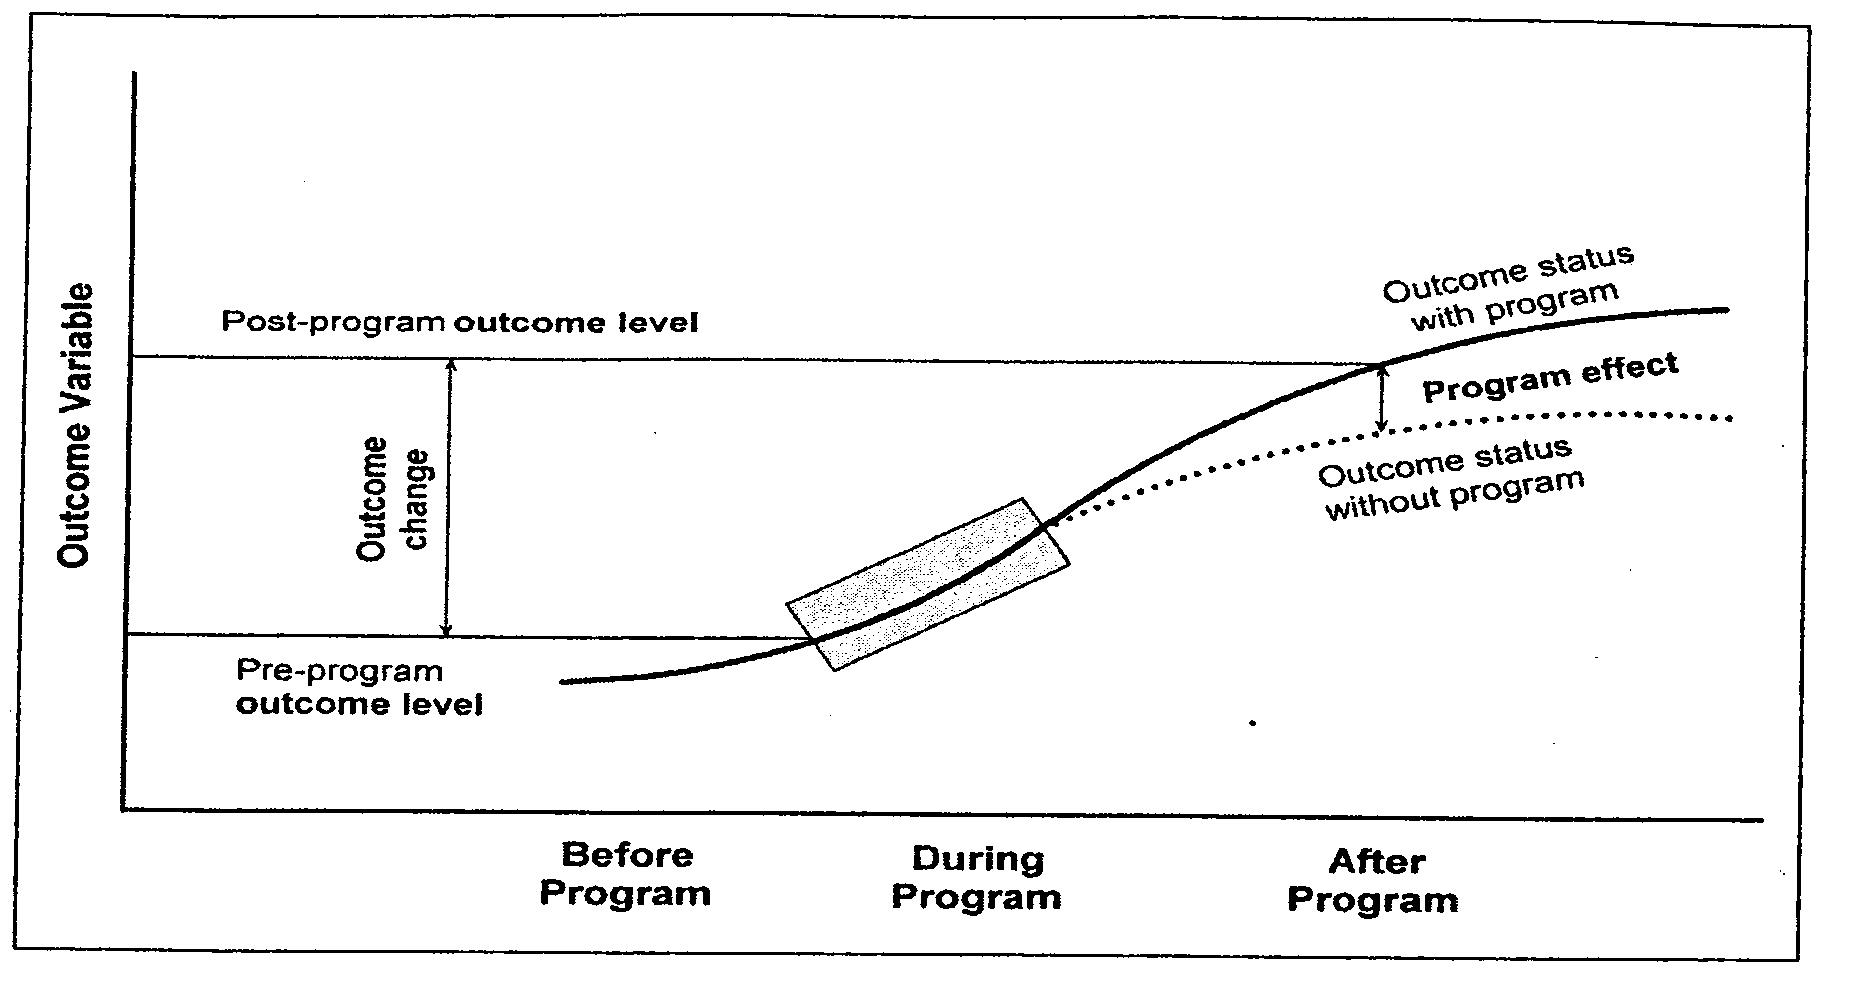 Outcome Variable
Post-program outcome level
Outcome
change
Pre-program
outcome level
Outcome status
with program
Program effect
Outcome status
without program
Before
Program
During
Program
After
Program